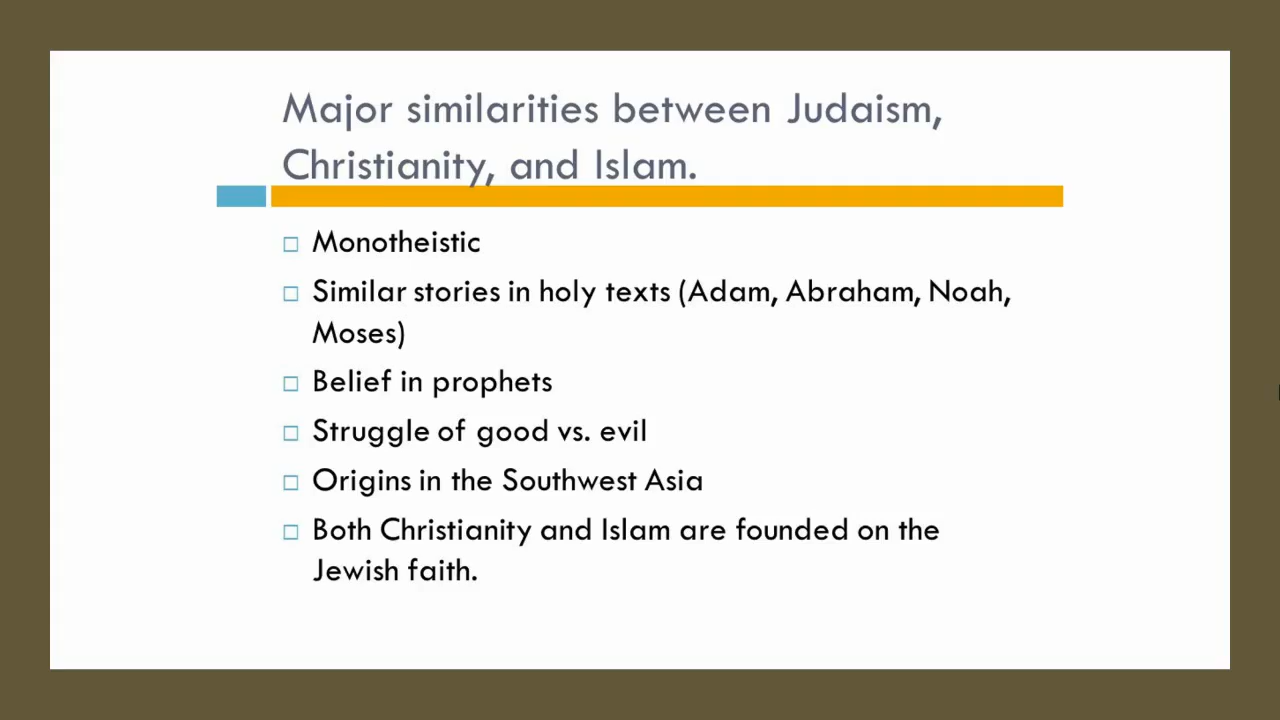 Major similarities between Judaism,
Christianity, and Islam.
Monotheistic
Similar stories in holy texts (Adam, Abraham, Noah,
Moses)
Belief in prophets
Struggle of good vs. evil
Origins in the Southwest Asia
Both Christianity and Islam are founded on the
Jewish faith.